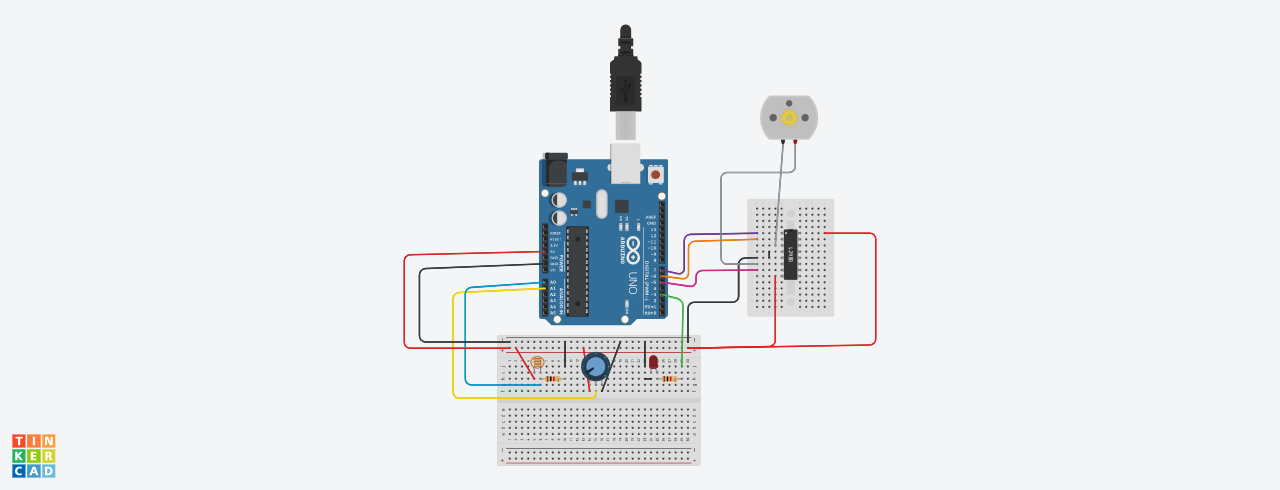 AREF
GND
13
12
~11
~10
~9
8
IOREF
RESET
3.3V
5V
GND
GND
Vin
POWER
ARDUINO
UNO
DIGITAL (PWM~)
7
~6
~5
4
~3
2
TX→1
RX←0
A0
A1
A2
A3
A4
A5
ANALOG IN
L293D
TIN
KER
CAD